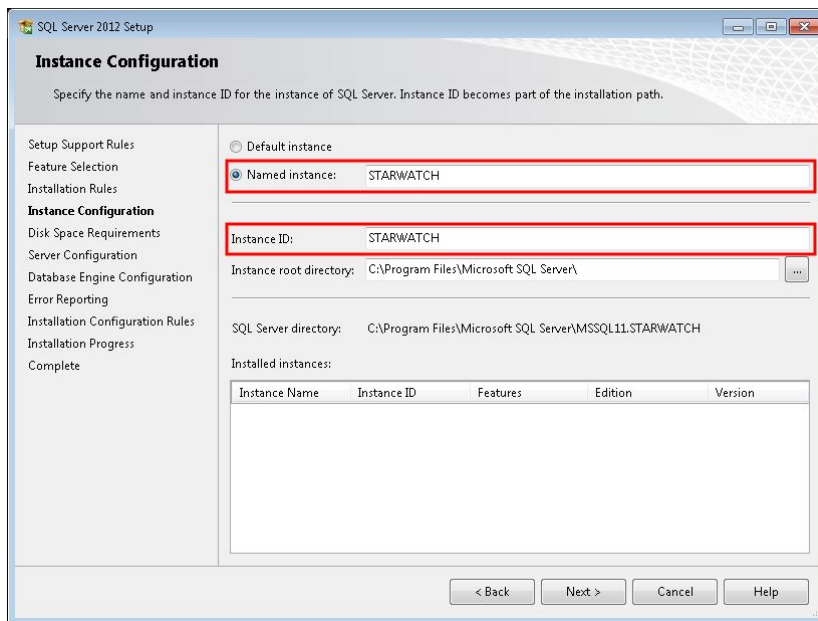 SQL Server 2012 Setup
Instance Configuration
Specify the name and instance ID for the instance of SQL Server. Instance ID becomes part of the installation path.
Setup Support Rules
Feature Selection
Installation Rules
Instance Configuration
Disk Space Requirements
Server Configuration
Database Engine Configuration
Error Reporting
Installation Configuration Rules
Installation Progress
Complete
Default instance
Named instance: STARWATCH
Instance ID: STARWATCH
Instance root directory: C:\Program Files\Microsoft SQL Server\ ...
SQL Server directory: C:\Program Files\Microsoft SQL Server\MSSQL11.STARWATCH
Installed instances:
Instance Name Instance ID Features Edition Version
< Back Next > Cancel Help